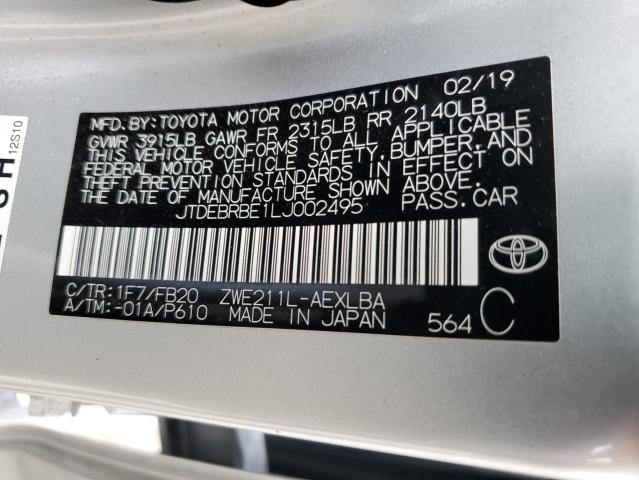 MFD.BY:TOYOTA MOTOR CORPORATION 02/19
GVWR 3915LB GAWR FR 2315LB RR 2140LB
THIS VEHICLE CONFORMS TO ALL APPLICABLE
FEDERAL MOTOR VEHICLE SAFETY,BUMPER,AND
THEFT PREVENTION STANDARDS IN EFFECT ON
THE DATE OF MANUFACTURE SHOWN ABOVE.
JTDEBRBE1LJ002495 PASS.CAR
C/TR:1F7/FB20 ZWE211L-AEXLBA
A/TM:-01A/P610 MADE IN JAPAN 564 C
12S10